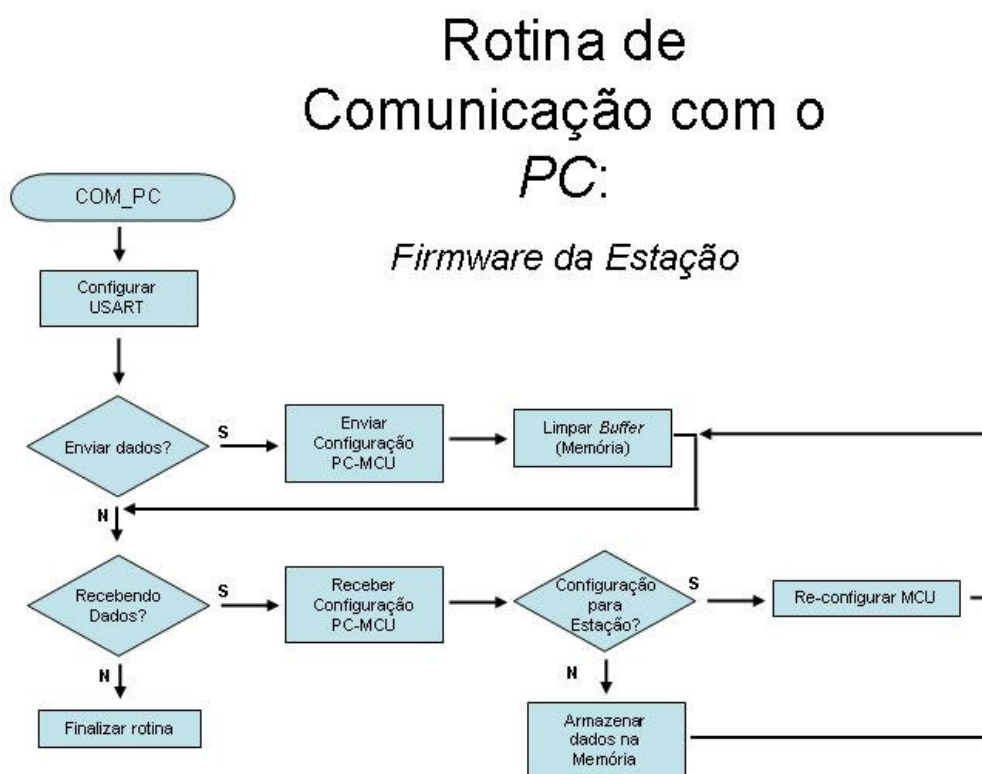 Rotina de
Comunicação com o
PC:
Firmware da Estação
COM_PC
Configurar
USART
Enviar dados?
S
Enviar
Configuração
PC-MCU
Limpar Buffer
(Memória)
N
Recebendo
Dados?
S
Receber
Configuração
PC-MCU
Configuração
para
Estação?
S
Re-configurar MCU
N
Finalizar rotina
N
Armazenar
dados na
Memória